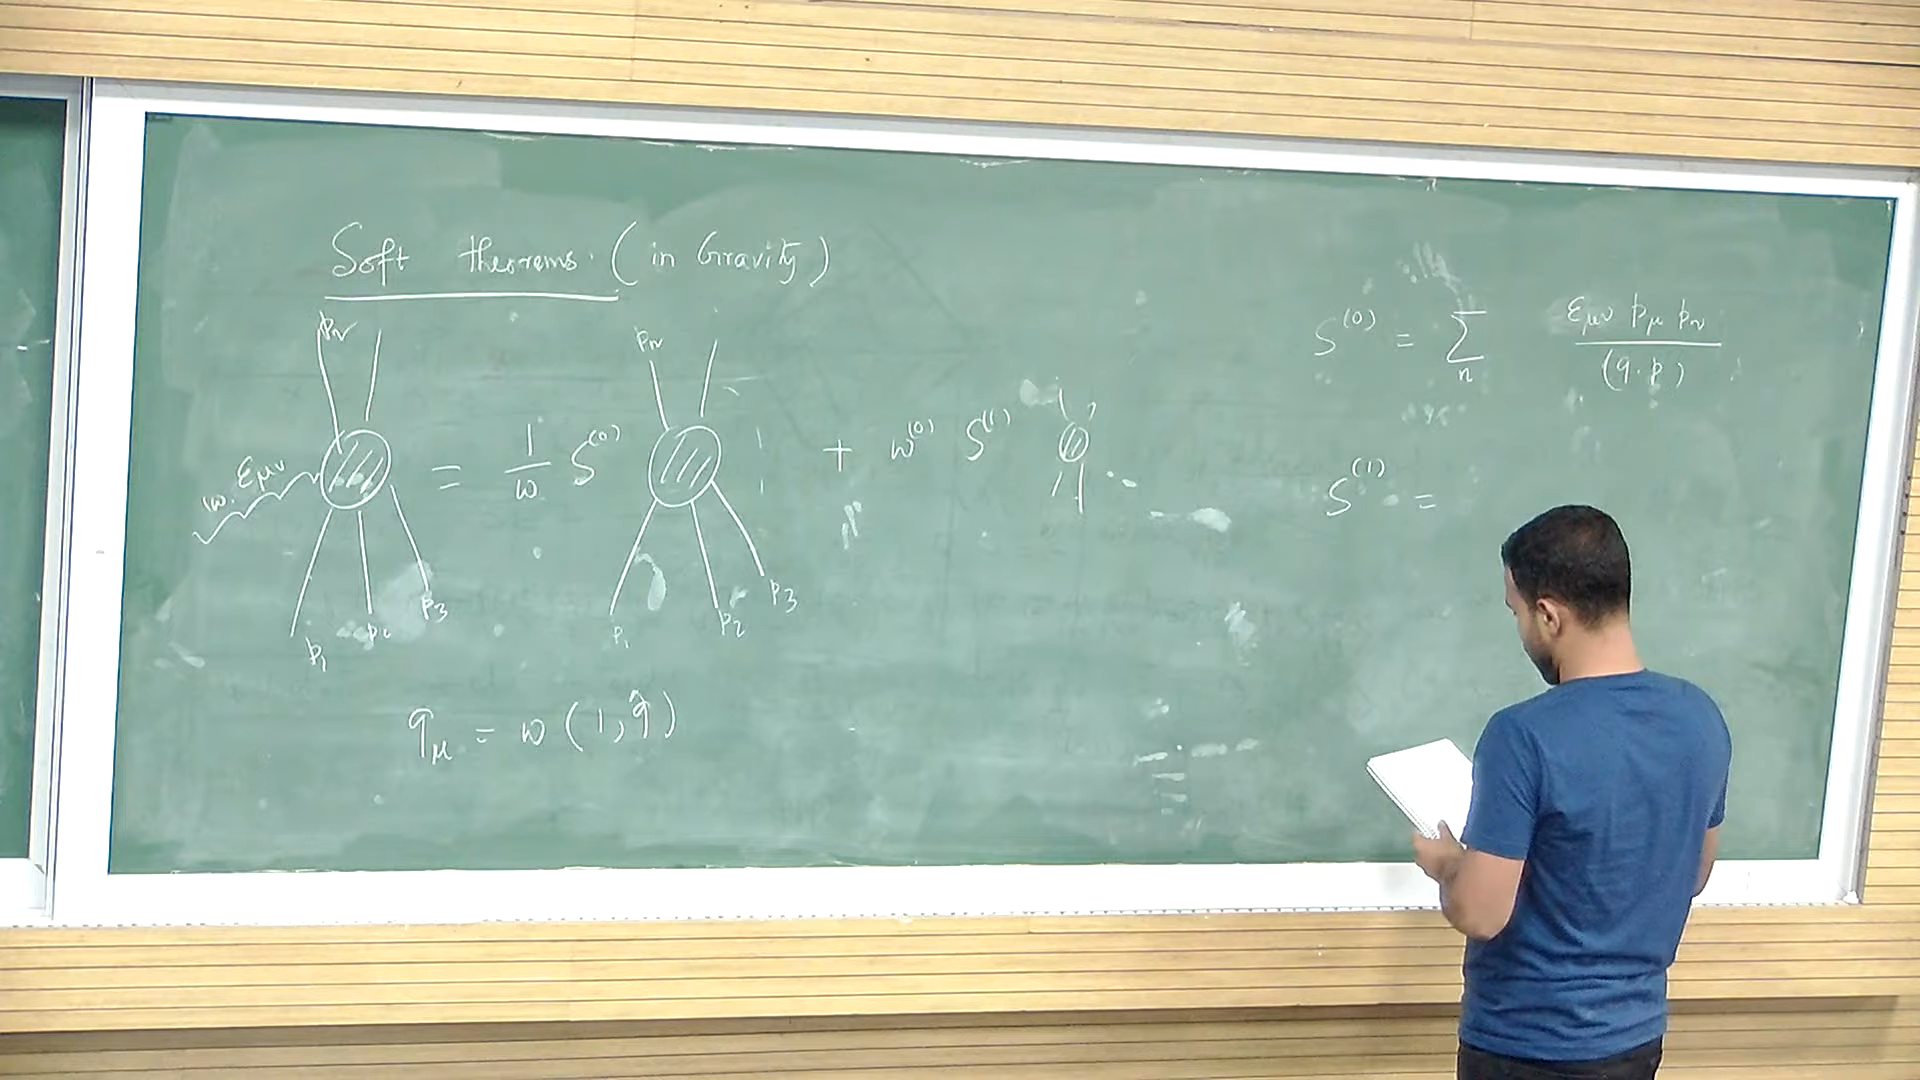 Soft theorems. (in Gravity)
p_N
ω. ε_μν
p_1 p_2 p_3
= 1/ω S^(0)
p_N
p_1 p_2 p_3
+ ω^(0) S^(1) ...
q_μ = ω (1, q̂)
S^(0) = Σ_n ε_μν p_μ p_ν / (q·p)
S^(1) =